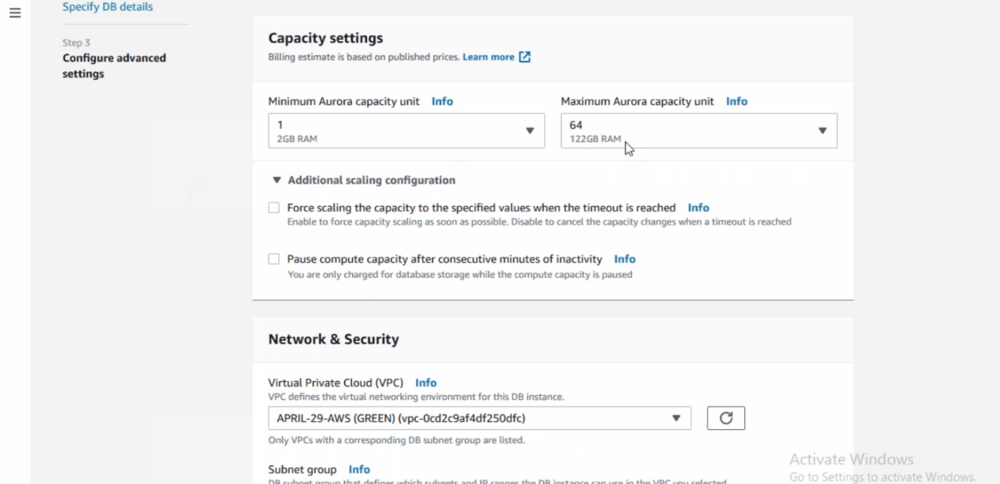 Specify DB details
Step 3
Configure advanced
settings
Capacity settings
Billing estimate is based on published prices. Learn more
Minimum Aurora capacity unit Info
1
2GB RAM
Maximum Aurora capacity unit Info
64
122GB RAM
Additional scaling configuration
Force scaling the capacity to the specified values when the timeout is reached Info
Enable to force capacity scaling as soon as possible. Disable to cancel the capacity changes when a timeout is reached
Pause compute capacity after consecutive minutes of inactivity Info
You are only charged for database storage while the compute capacity is paused
Network & Security
Virtual Private Cloud (VPC) Info
VPC defines the virtual networking environment for this DB instance.
APRIL-29-AWS (GREEN) (vpc-0cd2c9af4df250dfc)
Only VPCs with a corresponding DB subnet group are listed.
Subnet group Info
DB subnet group that defines which subnets and IP ranges the DB instance can use in the VPC you selected.
Activate Windows
Go to Settings to activate Windows.